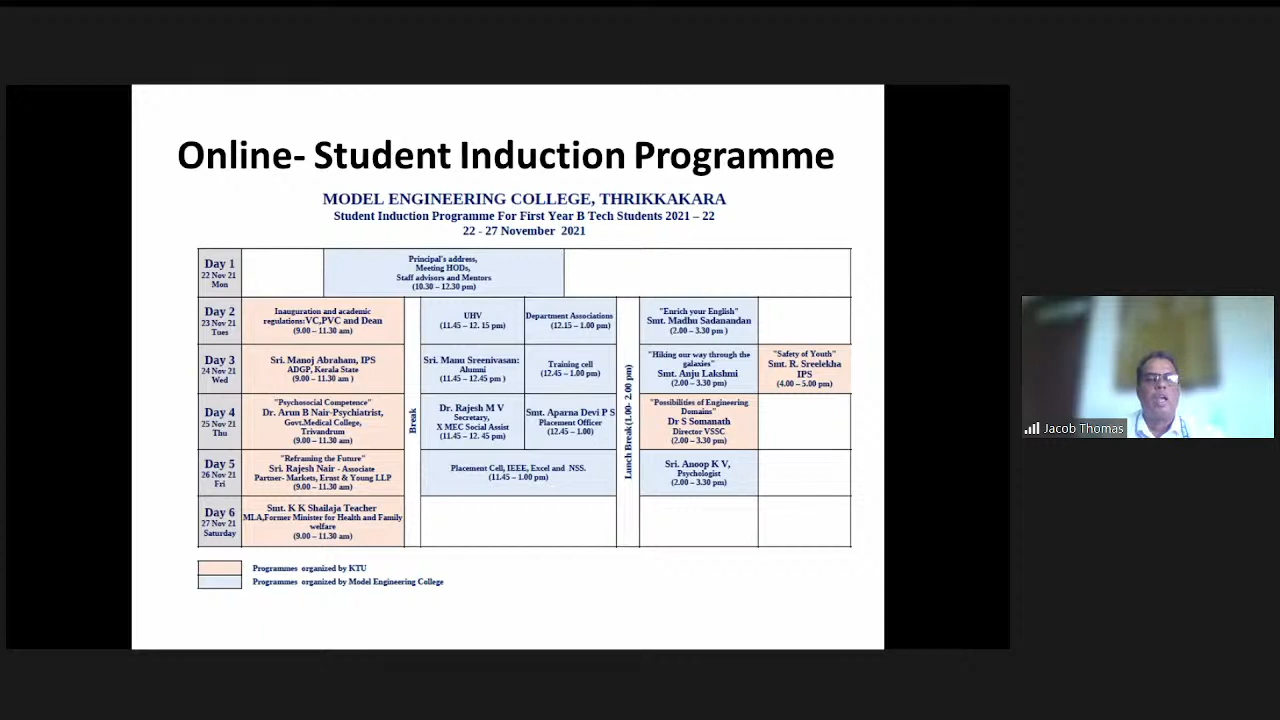 Online- Student Induction Programme
MODEL ENGINEERING COLLEGE, THRIKKAKARA
Student Induction Programme For First Year B Tech Students 2021 – 22
22 - 27 November 2021
Day 1
22 Nov 21
Mon
Principal's address,
Meeting HODs,
Staff advisors and Mentors
(10.30 – 12.30 pm)
Day 2
23 Nov 21
Tues
Inauguration and academic
regulations:VC,PVC and Dean
(9.00 – 11.30 am)
UHV
(11.45 – 12. 15 pm)
Department Associations
(12.15 – 1.00 pm)
"Enrich your English"
Smt. Madhu Sadanandan
(2.00 – 3.30 pm )
Day 3
24 Nov 21
Wed
Sri. Manoj Abraham, IPS
ADGP, Kerala State
(9.00 – 11.30 am )
Sri. Manu Sreenivasan:
Alumni
(11.45 – 12.45 pm )
Training cell
(12.45 – 1.00 pm)
"Hiking our way through the
galaxies"
Smt. Anju Lakshmi
(2.00 – 3.30 pm)
"Safety of Youth"
Smt. R. Sreelekha
IPS
(4.00 – 5.00 pm)
Day 4
25 Nov 21
Thu
"Psychosocial Competence"
Dr. Arun B Nair-Psychiatrist,
Govt.Medical College,
Trivandrum
(9.00 – 11.30 am)
Break
Dr. Rajesh M V
Secretary,
X MEC Social Assist
(11.45 – 12. 45 pm)
Smt. Aparna Devi P S
Placement Officer
(12.45 – 1.00)
Lunch Break(1.00- 2.00 pm)
"Possibilities of Engineering
Domains"
Dr S Somanath
Director VSSC
(2.00 – 3.30 pm)
Day 5
26 Nov 21
Fri
"Reframing the Future"
Sri. Rajesh Nair - Associate
Partner- Markets, Ernst & Young LLP
(9.00 – 11.30 am)
Placement Cell, IEEE, Excel and NSS.
(11.45 – 1.00 pm)
Sri. Anoop K V,
Psychologist
(2.00 – 3.30 pm)
Day 6
27 Nov 21
Saturday
Smt. K K Shailaja Teacher
MLA,Former Minister for Health and Family
welfare
(9.00 – 11.30 am)
Programmes organized by KTU
Programmes organized by Model Engineering College
Jacob Thomas